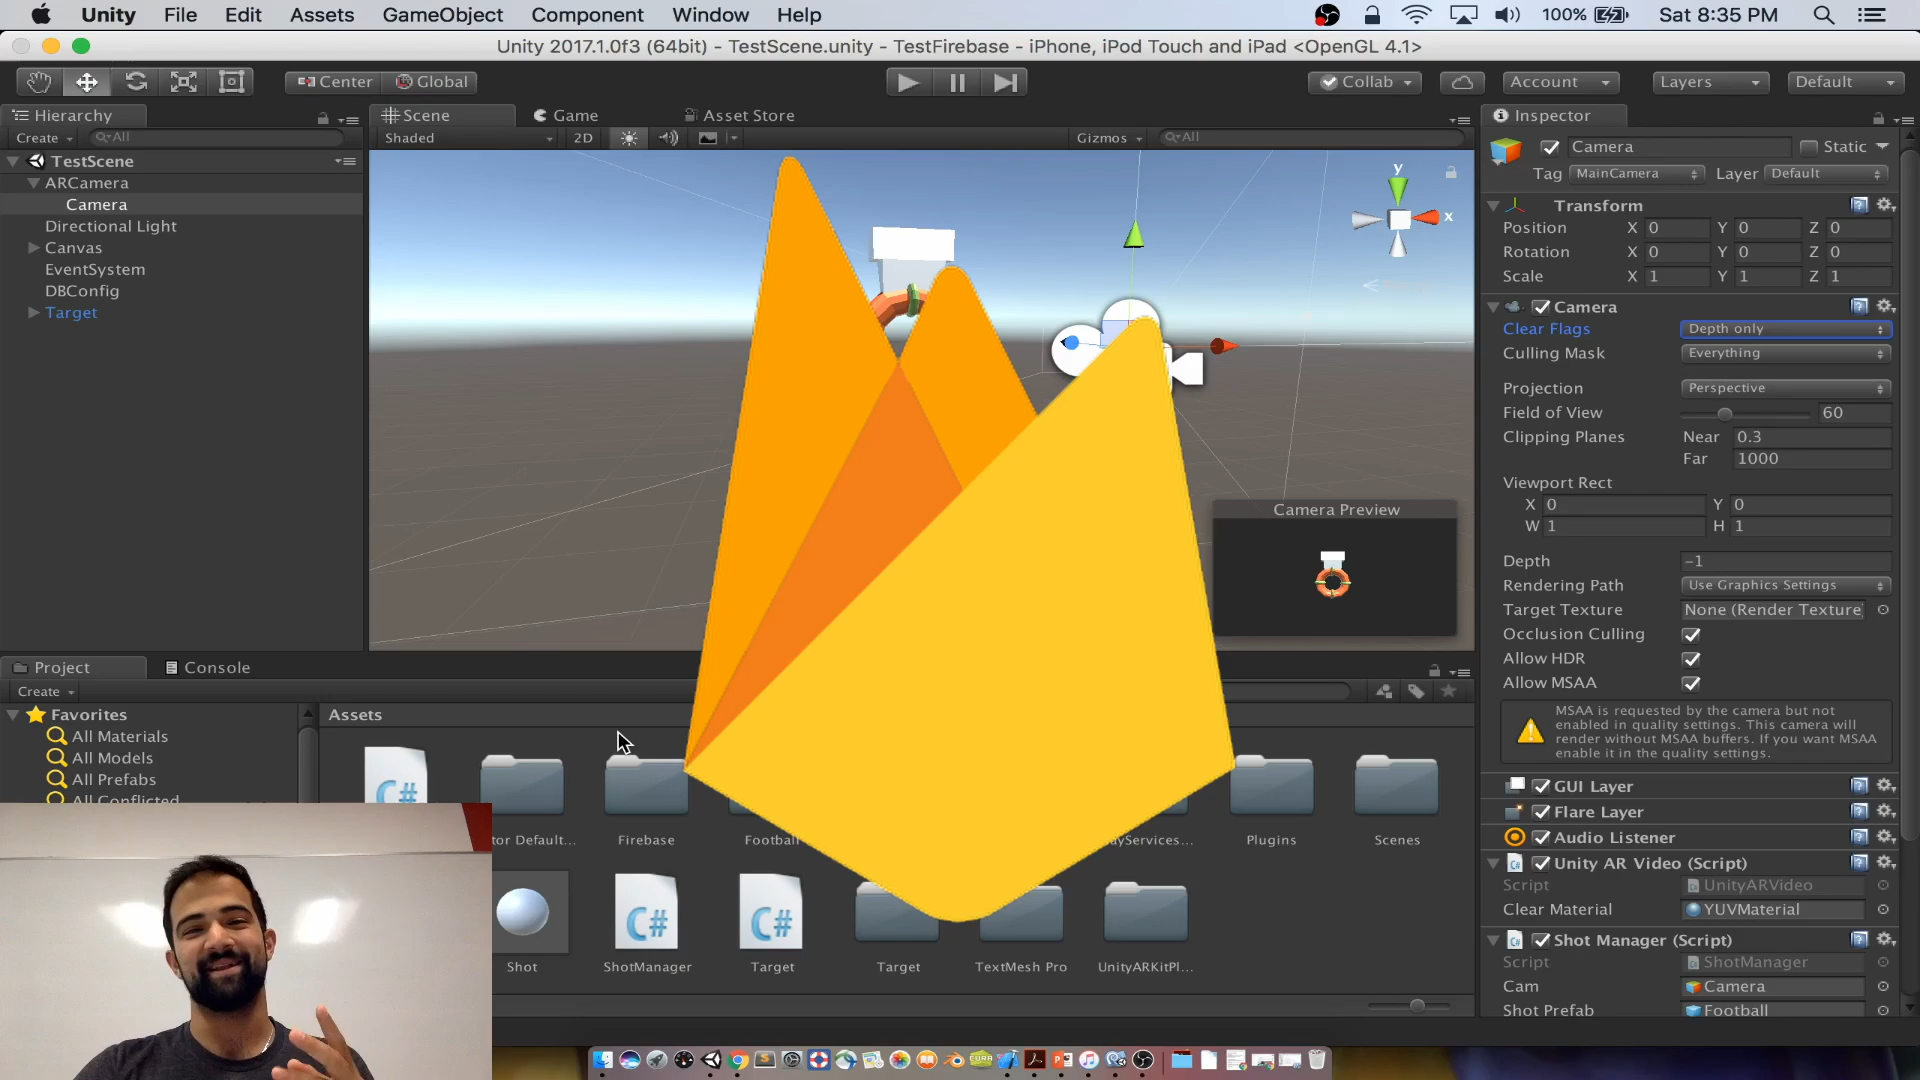 Unity File Edit Assets GameObject Component Window Help 100% Sat 8:35 PM
Unity 2017.1.0f3 (64bit) - TestScene.unity - TestFirebase - iPhone, iPod Touch and iPad <OpenGL 4.1>
Center Global Collab Account Layers Default
Hierarchy
Create All
TestScene
ARCamera
Camera
Directional Light
Canvas
EventSystem
DBConfig
Target
Scene Game Asset Store
Shaded 2D Gizmos All
y
x
Camera Preview
Project Console
Create
Favorites
All Materials
All Models
All Prefabs
All Conflicted
Assets
C#
tor Default...
Firebase
Football
ayServices...
Plugins
Scenes
C#
C#
Shot
ShotManager
Target
Target
TextMesh Pro
UnityARKitPl...
Inspector
Camera Static
Tag MainCamera Layer Default
Transform
Position X 0 Y 0 Z 0
Rotation X 0 Y 0 Z 0
Scale X 1 Y 1 Z 1
Camera
Clear Flags Depth only
Culling Mask Everything
Projection Perspective
Field of View 60
Clipping Planes Near 0.3
Far 1000
Viewport Rect
X 0 Y 0
W 1 H 1
Depth -1
Rendering Path Use Graphics Settings
Target Texture None (Render Texture
Occlusion Culling
Allow HDR
Allow MSAA
MSAA is requested by the camera but not
enabled in quality settings. This camera will
render without MSAA buffers. If you want MSAA
enable it in the quality settings.
GUI Layer
Flare Layer
Audio Listener
Unity AR Video (Script)
Script UnityARVideo
Clear Material YUVMaterial
Shot Manager (Script)
Script ShotManager
Cam Camera
Shot Prefab Football